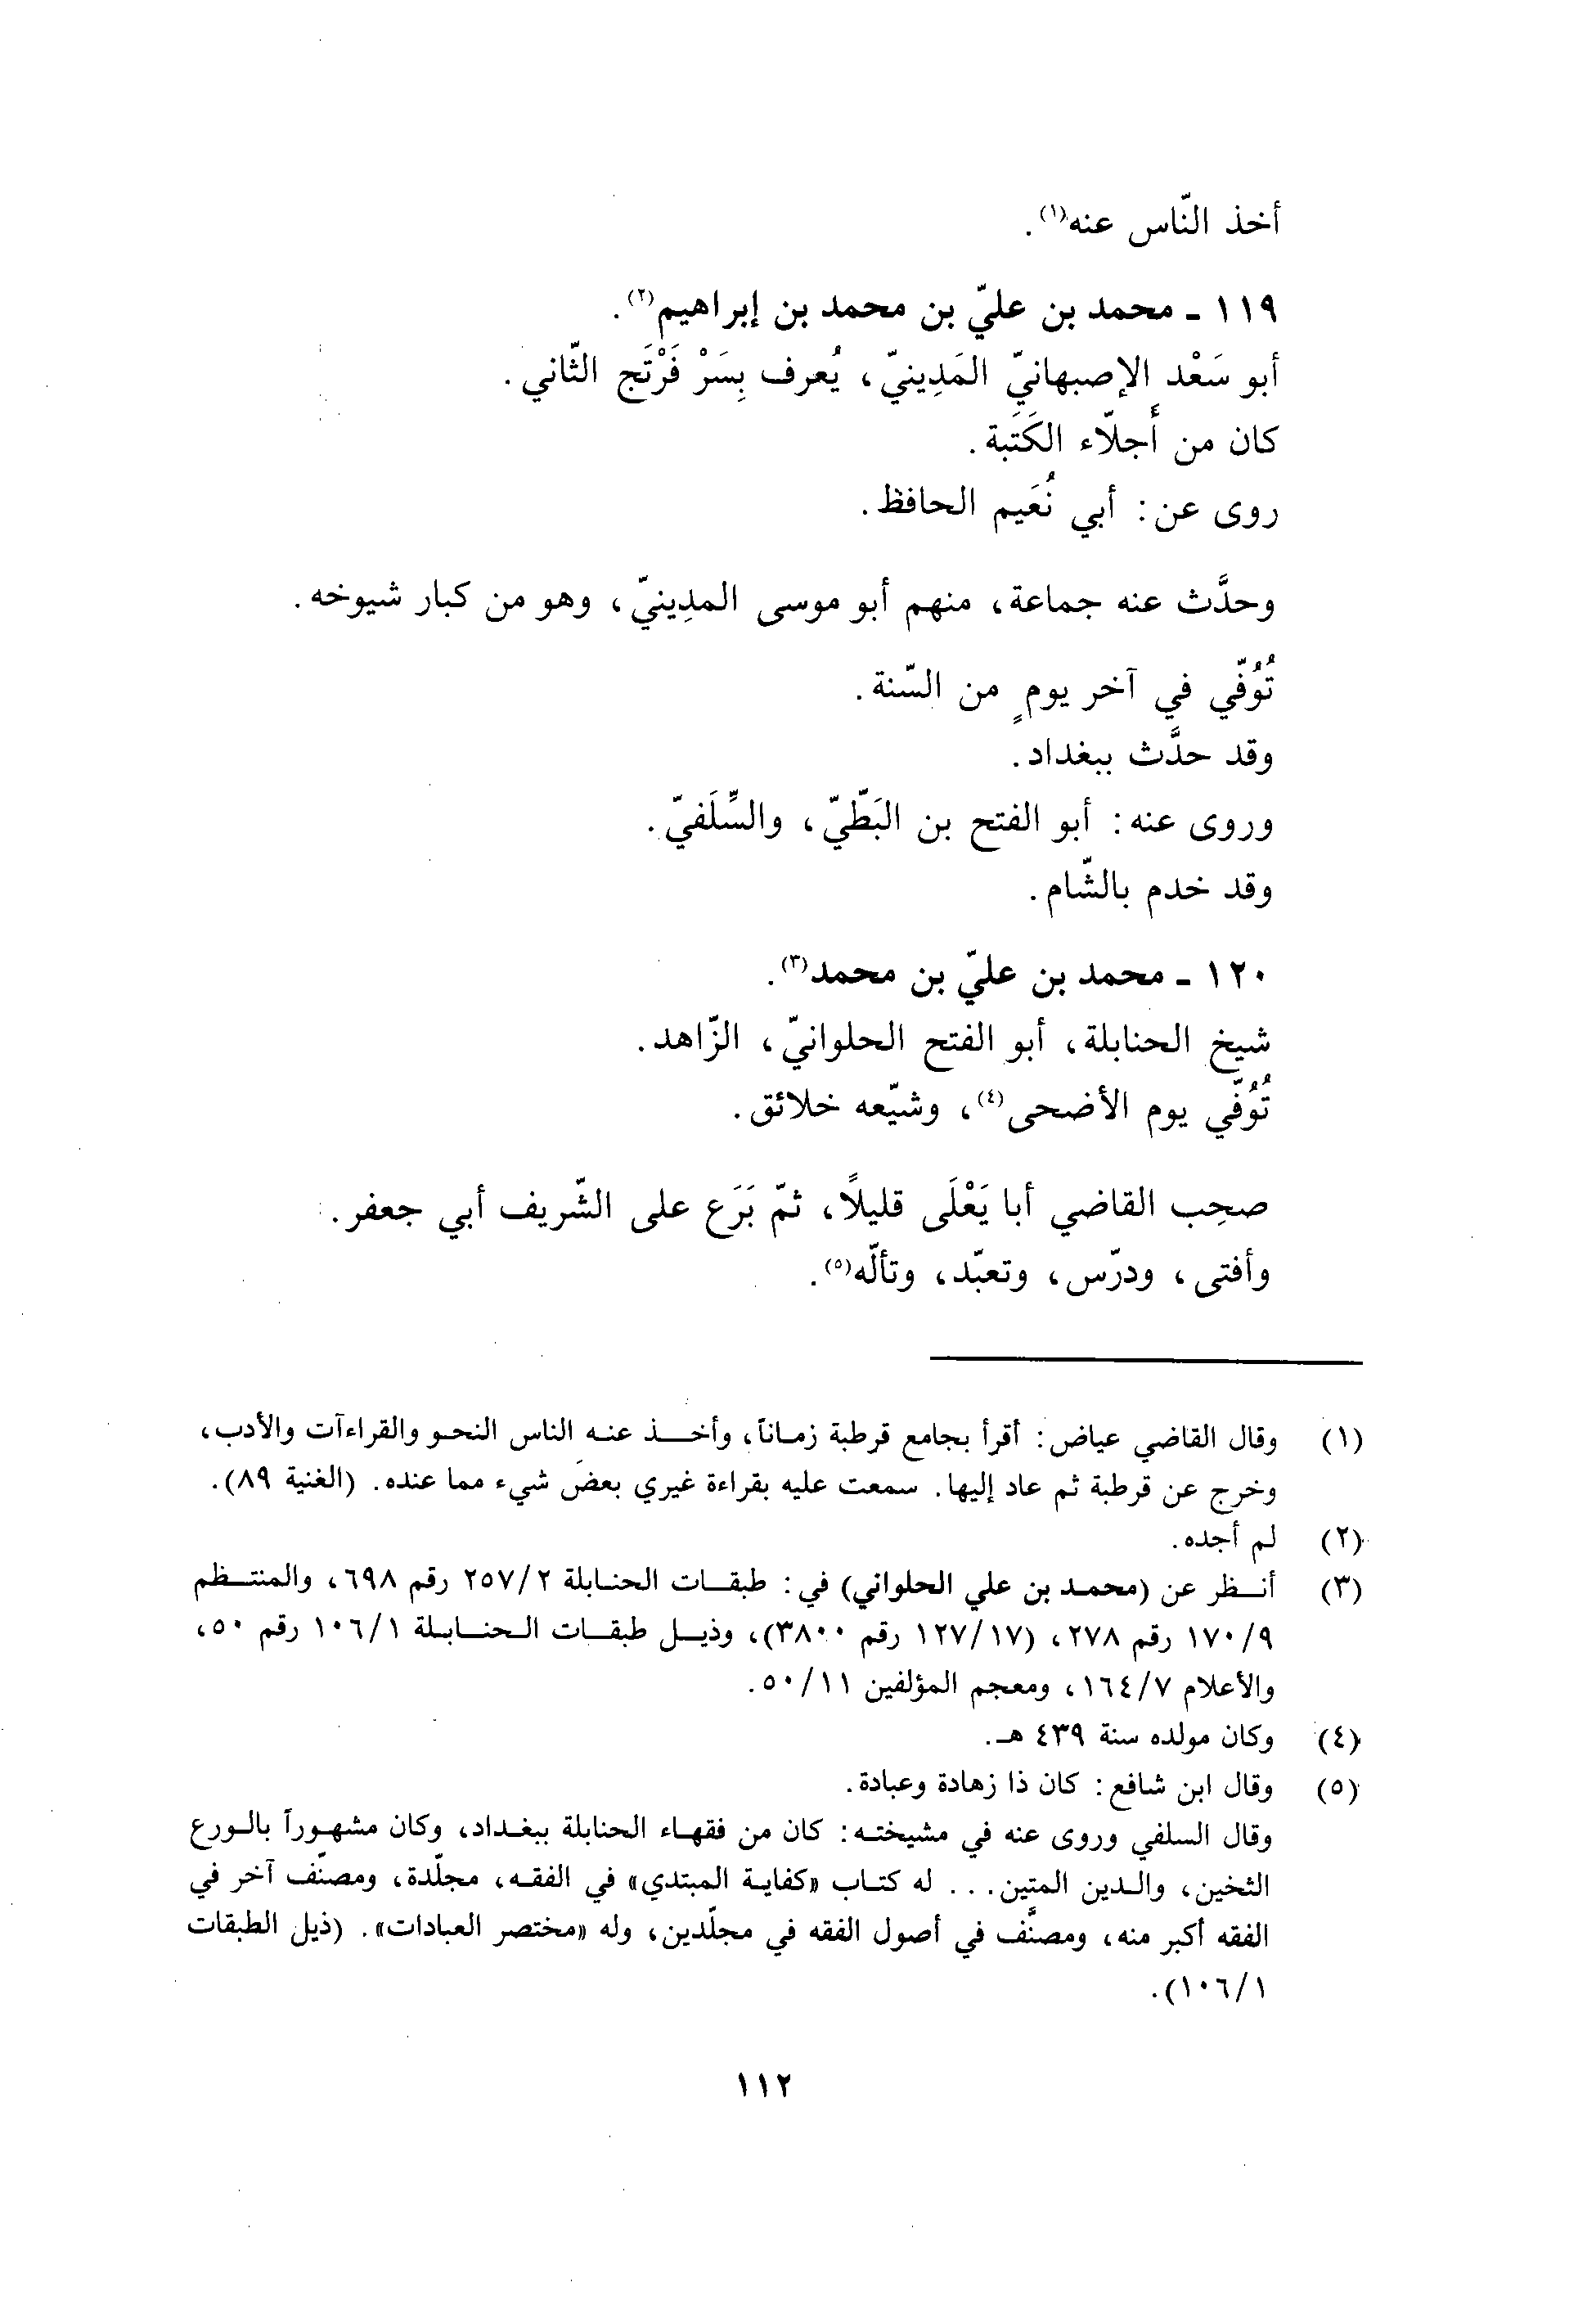 أخذ النّاس عنه(١).
١١٩ ـ محمد بن عليّ بن محمد بن إبراهيم(٢).
أبو سَعْد الإصبهانيّ المَدِينيّ، يُعرف بِسَرْ فَرْتَج الثّاني.
كان من أَجلّاء الكَتَبة.
روى عن: أبي نُعَيم الحافظ.
وحدَّث عنه جماعة، منهم أبو موسى المدِينيّ، وهو من كبار شيوخه.
تُوُفّي في آخر يومٍ من السّنة.
وقد حدَّث ببغداد.
وروى عنه: أبو الفتح بن البَطّيّ، والسِّلَفيّ.
وقد خدم بالشّام.
١٢٠ ـ محمد بن عليّ بن محمد(٣).
شيخ الحنابلة، أبو الفتح الحلوانيّ، الزّاهد.
تُوُفّي يوم الأضحى(٤)، وشيّعه خلائق.
صحِب القاضي أبا يَعْلَى قليلًا، ثمّ بَرَع على الشّريف أبي جعفر.
وأفتى، ودرّس، وتعبّد، وتألّه(٥).
(١) وقال القاضي عياض: أقرأ بجامع قرطبة زماناً، وأخذ عنه الناس النحو والقراءآت والأدب،
وخرج عن قرطبة ثم عاد إليها. سمعت عليه بقراءة غيري بعض شيء مما عنده. (الغنية ٨٩).
(٢) لم أجده.
(٣) أنظر عن (محمد بن علي الحلواني) في: طبقات الحنابلة ٢/٢٥٧ رقم ٦٩٨، والمنتظم
٩/١٧٠ رقم ٢٧٨، (١٧/١٢٧ رقم ٣٨٠٠)، وذيل طبقات الحنابلة ١/١٠٦ رقم ٥٠،
والأعلام ٧/١٦٤، ومعجم المؤلفين ١١/٥٠.
(٤) وكان مولده سنة ٤٣٩ هـ.
(٥) وقال ابن شافع: كان ذا زهادة وعبادة.
وقال السلفي وروى عنه في مشيخته: كان من فقهاء الحنابلة ببغداد، وكان مشهوراً بالورع
الثخين، والدين المتين... له كتاب «كفاية المبتدي» في الفقه، مجلّدة، ومصنّف آخر في
الفقه أكبر منه، ومصنَّف في أصول الفقه في مجلّدين، وله «مختصر العبادات». (ذيل الطبقات
١/١٠٦).
١١٢